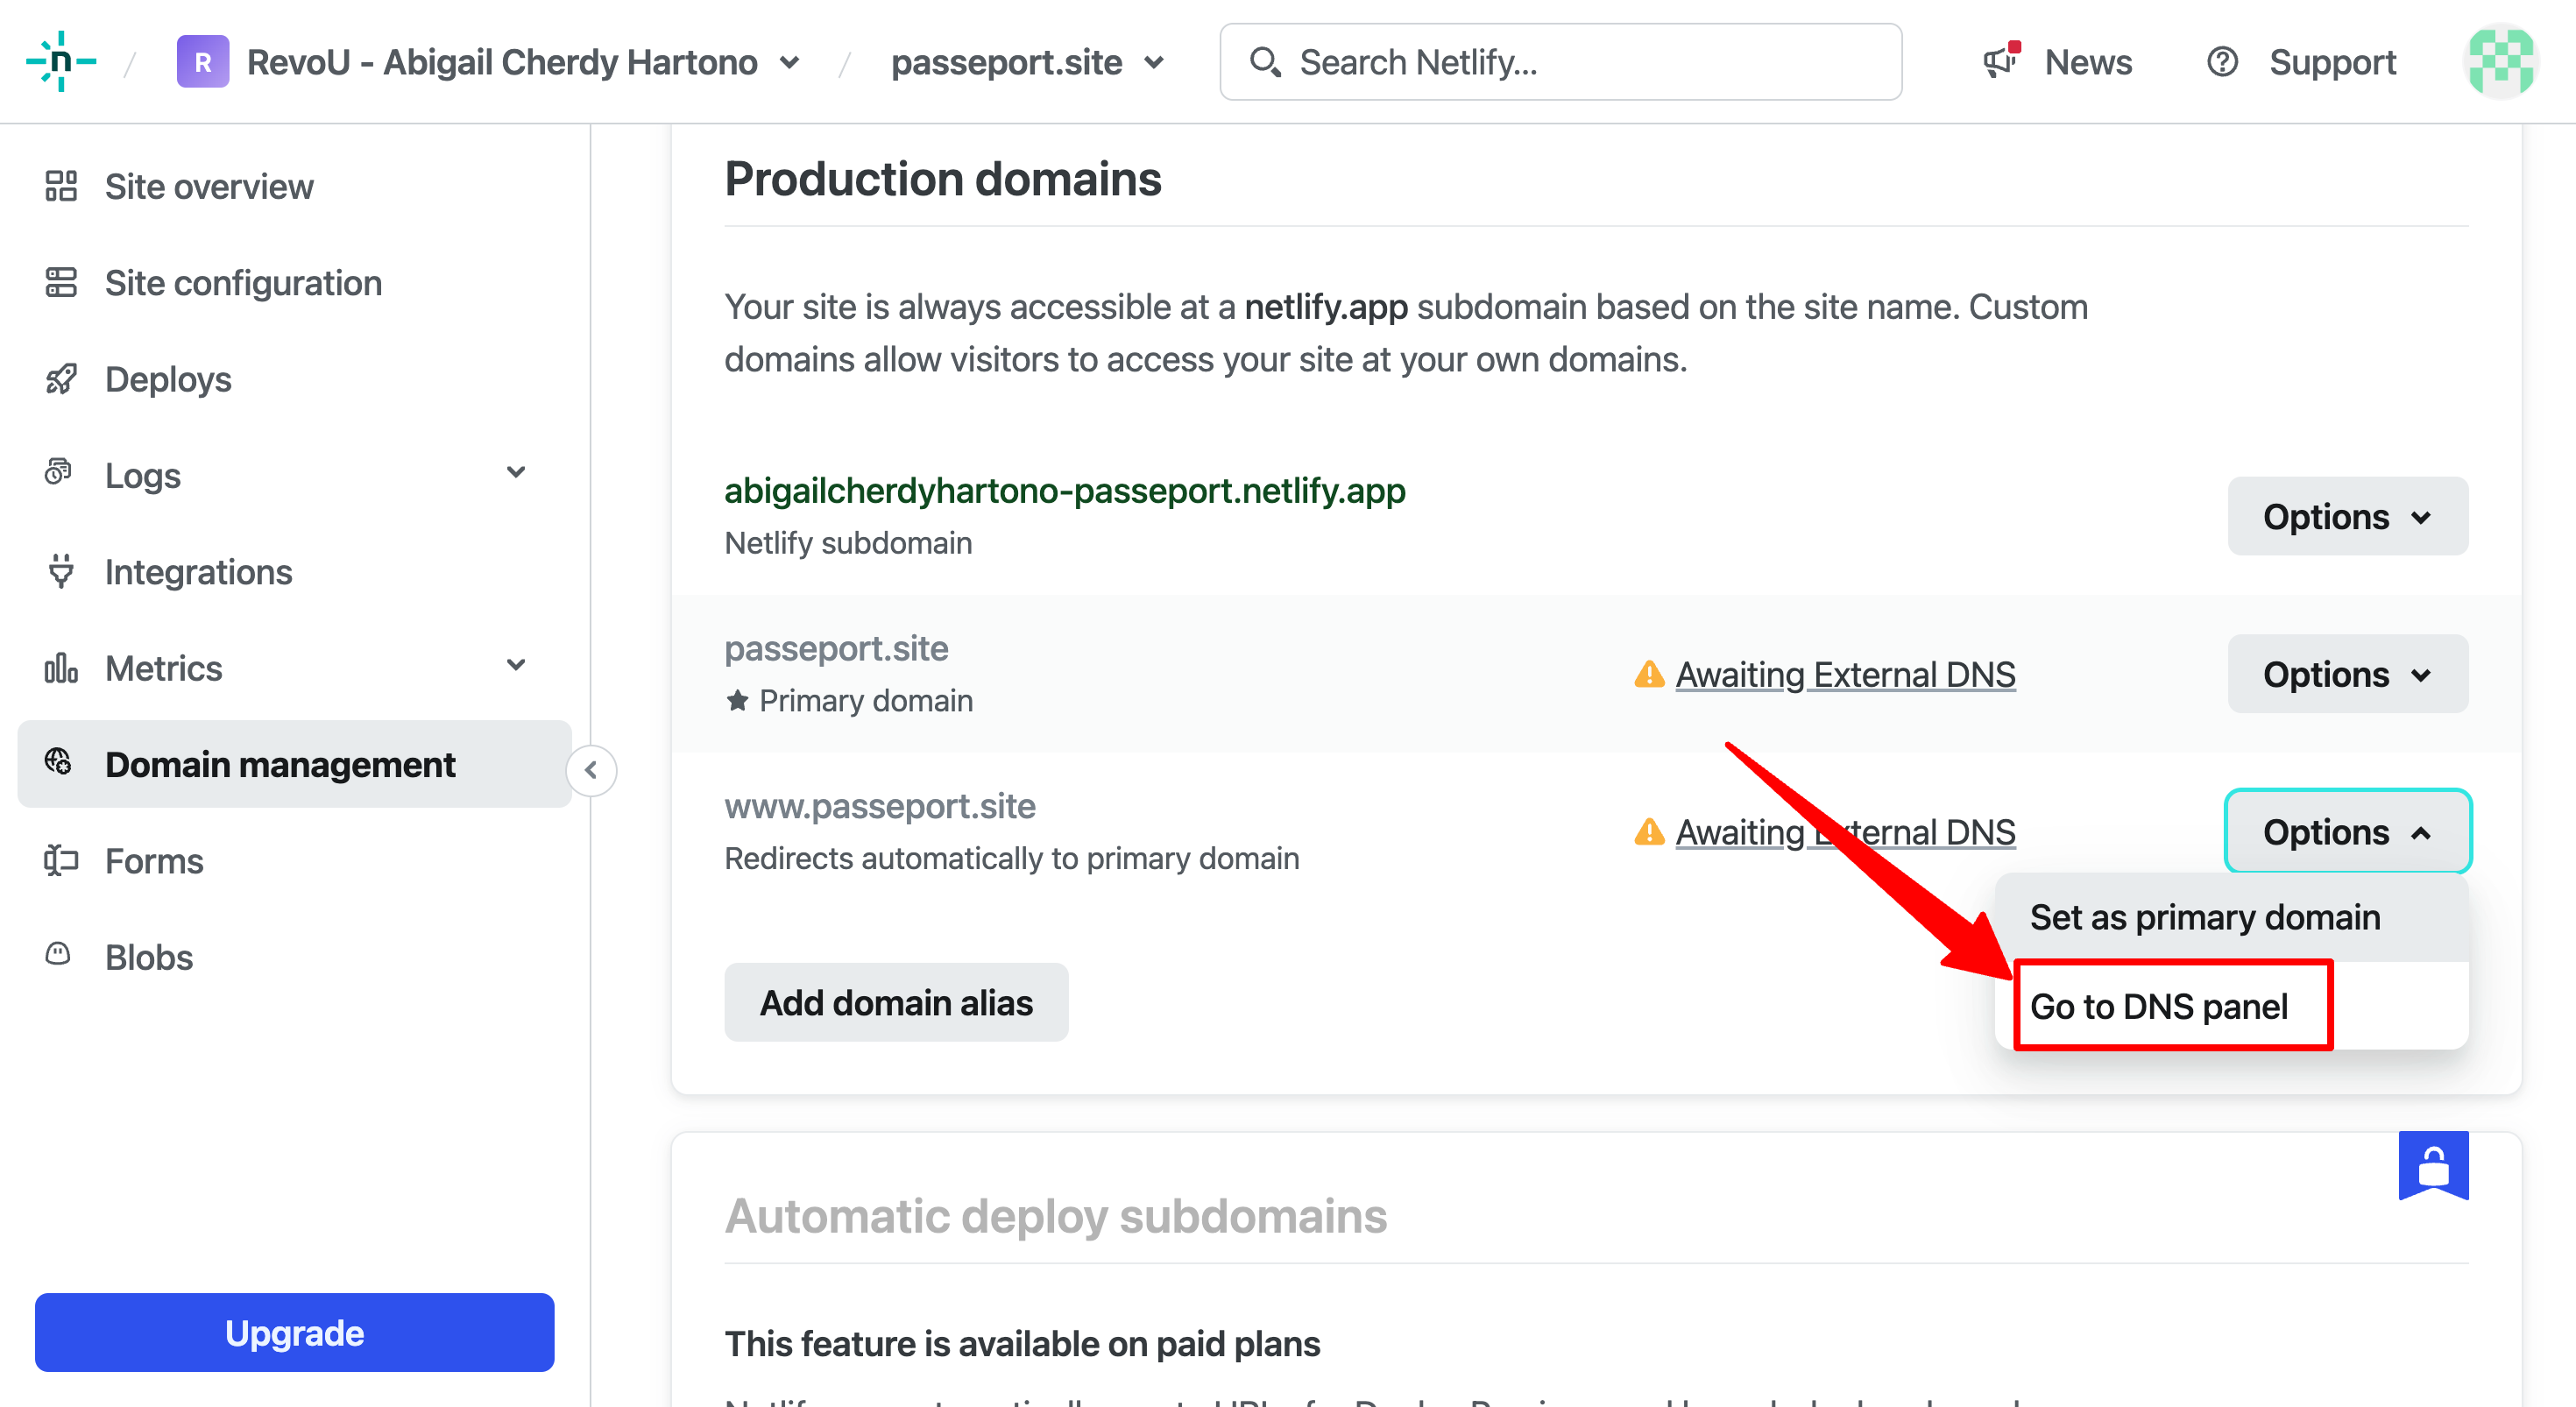 n / R RevoU - Abigail Cherdy Hartono / passeport.site Search Netlify... News Support
Site overview
Site configuration
Deploys
Logs
Integrations
Metrics
Domain management
Forms
Blobs
Upgrade
Production domains
Your site is always accessible at a netlify.app subdomain based on the site name. Custom
domains allow visitors to access your site at your own domains.
abigailcherdyhartono-passeport.netlify.app
Netlify subdomain
Options
passeport.site
Primary domain
Awaiting External DNS
Options
www.passeport.site
Redirects automatically to primary domain
Awaiting External DNS
Options
Set as primary domain
Go to DNS panel
Add domain alias
Automatic deploy subdomains
This feature is available on paid plans